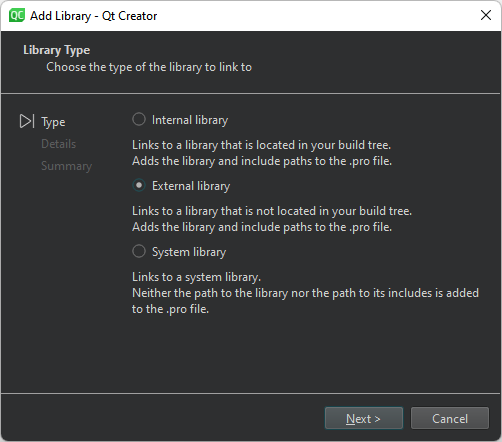 QC Add Library - Qt Creator
Library Type
Choose the type of the library to link to
Type
Details
Summary
Internal library
Links to a library that is located in your build tree.
Adds the library and include paths to the .pro file.
External library
Links to a library that is not located in your build tree.
Adds the library and include paths to the .pro file.
System library
Links to a system library.
Neither the path to the library nor the path to its includes is added
to the .pro file.
Next >
Cancel